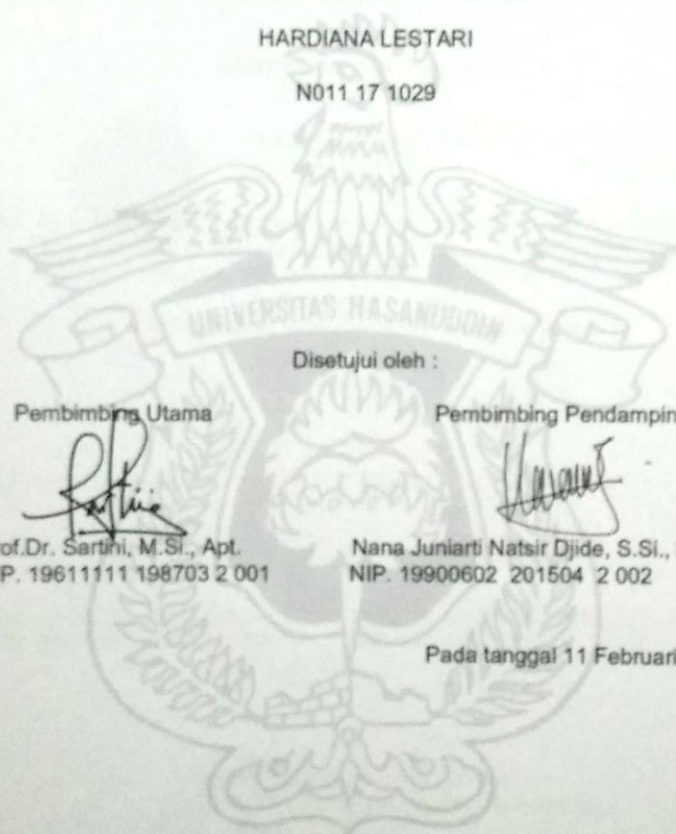 HARDIANA LESTARI
N011 17 1029
UNIVERSITAS HASANUDDIN
Disetujui oleh :
Pembimbing Utama
Pembimbing Pendampin
of.Dr. Sartini, M.Si., Apt.
Nana Juniarti Natsir Djide, S.Si.,
P. 19611111 198703 2 001
NIP. 19900602 201504 2 002
Pada tanggal 11 Februari